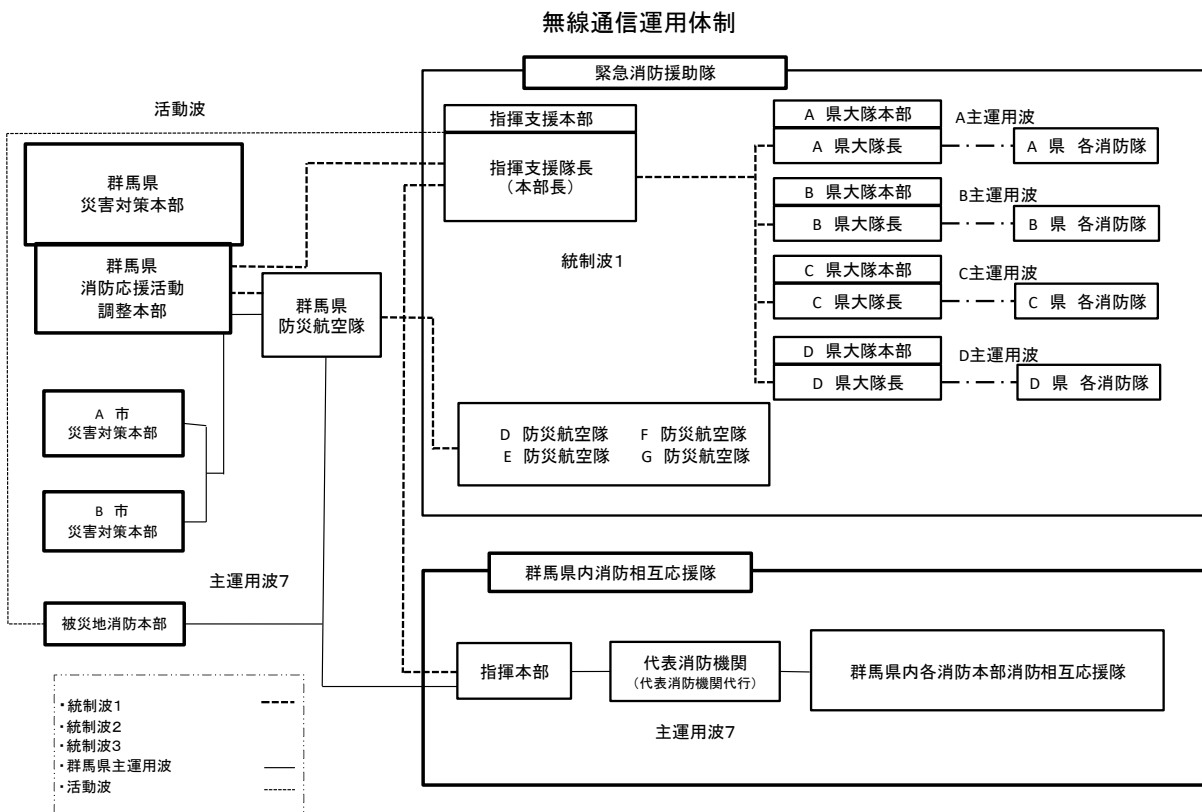 無線通信運用体制
緊急消防援助隊
活動波
指揮支援本部
指揮支援隊長
(本部長)
A 県大隊本部
A 県大隊長
A主運用波
A 県 各消防隊
B 県大隊本部
B 県大隊長
B主運用波
B 県 各消防隊
C 県大隊本部
C 県大隊長
C主運用波
C 県 各消防隊
D 県大隊本部
D 県大隊長
D主運用波
D 県 各消防隊
統制波1
群馬県
災害対策本部
群馬県
消防応援活動
調整本部
群馬県
防災航空隊
D 防災航空隊 F 防災航空隊
E 防災航空隊 G 防災航空隊
A 市
災害対策本部
B 市
災害対策本部
主運用波7
被災地消防本部
群馬県内消防相互応援隊
指揮本部
代表消防機関
(代表消防機関代行)
群馬県内各消防本部消防相互応援隊
主運用波7
・統制波1
・統制波2
・統制波3
・群馬県主運用波
・活動波